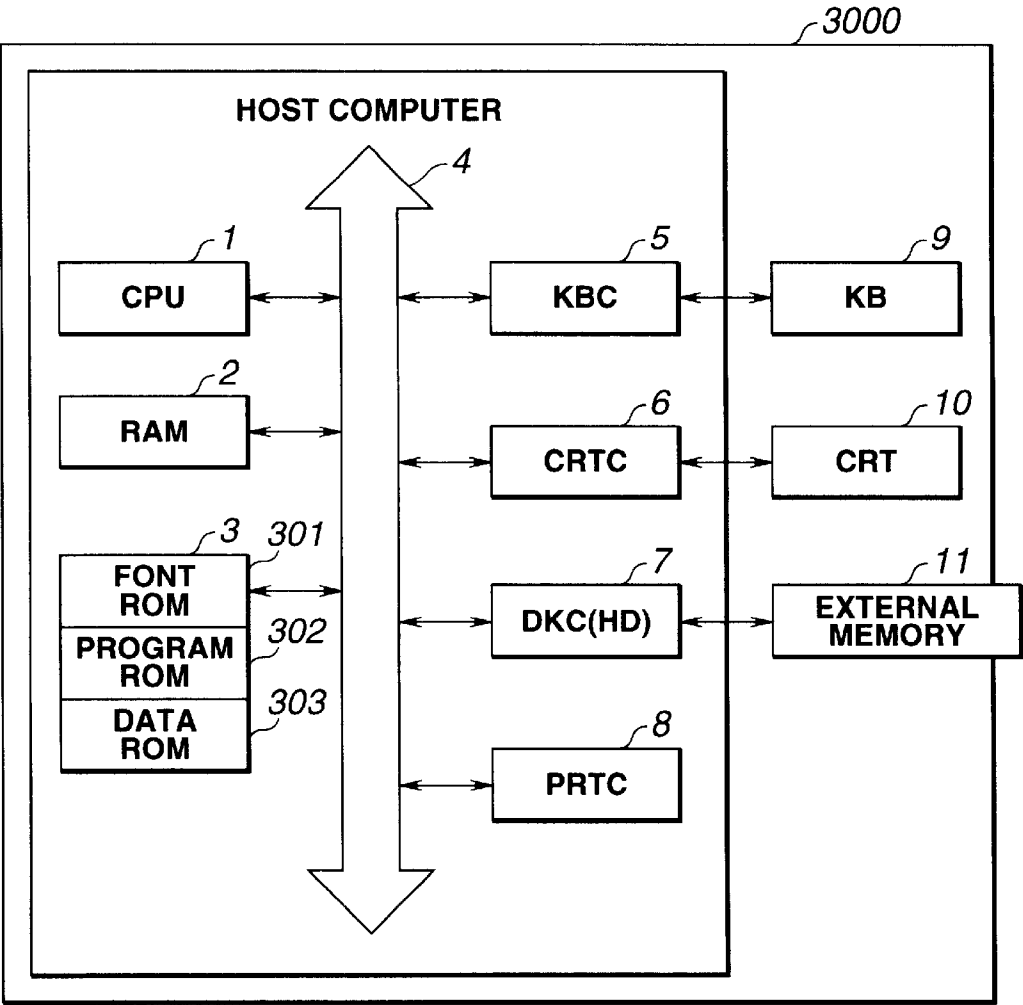 3000
HOST COMPUTER
4
1
CPU
5
KBC
9
KB
2
RAM
6
CRTC
10
CRT
3
301
FONT
ROM
302
PROGRAM
ROM
303
DATA
ROM
7
DKC(HD)
11
EXTERNAL
MEMORY
8
PRTC